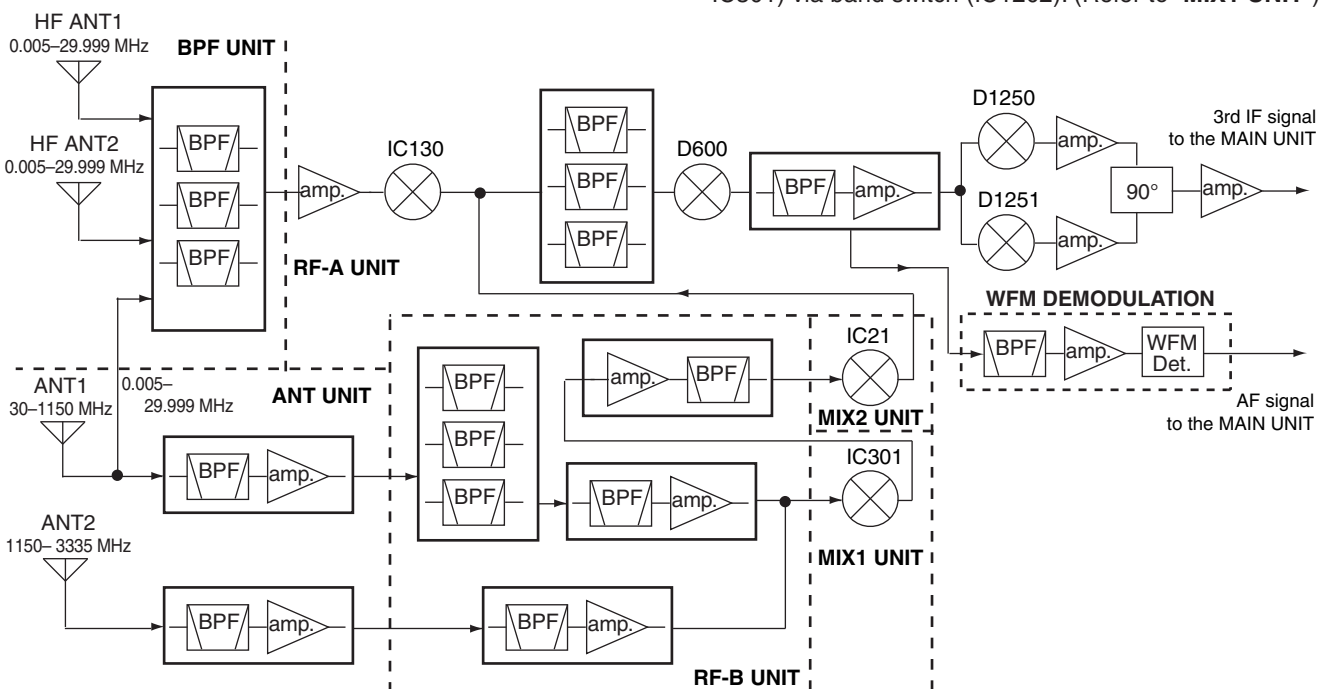 IC301) via band switch (IC1202). (Refer to "MIX1 UNIT")
HF ANT1
0.005–29.999 MHz
BPF UNIT
HF ANT2
0.005–29.999 MHz
BPF
BPF
BPF
amp.
IC130
RF-A UNIT
BPF
BPF
BPF
D600
BPF
amp.
D1250
amp.
D1251
amp.
90°
amp.
3rd IF signal
to the MAIN UNIT
WFM DEMODULATION
BPF
amp.
WFM
Det.
AF signal
to the MAIN UNIT
ANT1
30–1150 MHz
0.005–
29.999 MHz
ANT UNIT
BPF
amp.
BPF
BPF
BPF
amp.
BPF
IC21
MIX2 UNIT
BPF
amp.
IC301
MIX1 UNIT
ANT2
1150– 3335 MHz
BPF
amp.
BPF
amp.
RF-B UNIT